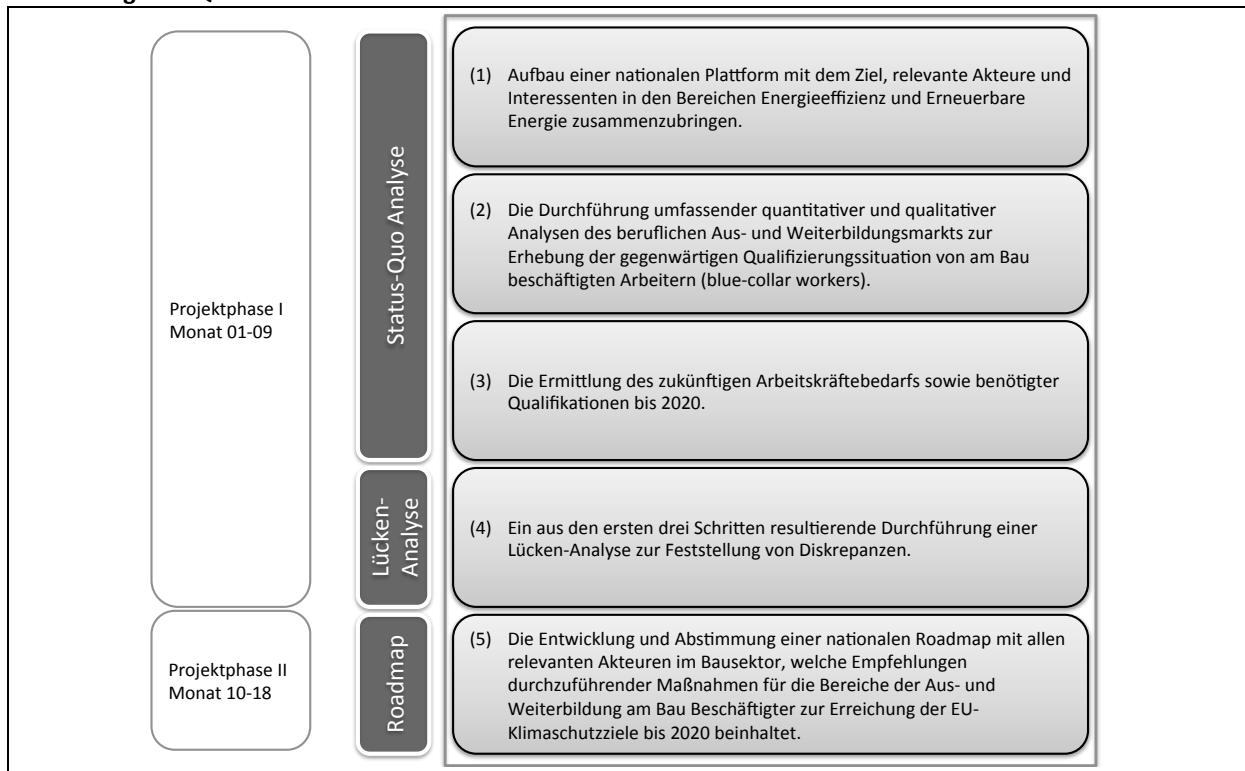 Projektphase I
Monat 01-09
Projektphase II
Monat 10-18
Status-Quo Analyse
Lücken-
Analyse
Roadmap
(1) Aufbau einer nationalen Plattform mit dem Ziel, relevante Akteure und
Interessenten in den Bereichen Energieeffizienz und Erneuerbare
Energie zusammenzubringen.
(2) Die Durchführung umfassender quantitativer und qualitativer
Analysen des beruflichen Aus- und Weiterbildungsmarkts zur
Erhebung der gegenwärtigen Qualifizierungssituation von am Bau
beschäftigten Arbeitern (blue-collar workers).
(3) Die Ermittlung des zukünftigen Arbeitskräftebedarfs sowie benötigter
Qualifikationen bis 2020.
(4) Ein aus den ersten drei Schritten resultierende Durchführung einer
Lücken-Analyse zur Feststellung von Diskrepanzen.
(5) Die Entwicklung und Abstimmung einer nationalen Roadmap mit allen
relevanten Akteuren im Bausektor, welche Empfehlungen
durchzuführender Maßnahmen für die Bereiche der Aus- und
Weiterbildung am Bau Beschäftigter zur Erreichung der EU-
Klimaschutzziele bis 2020 beinhaltet.